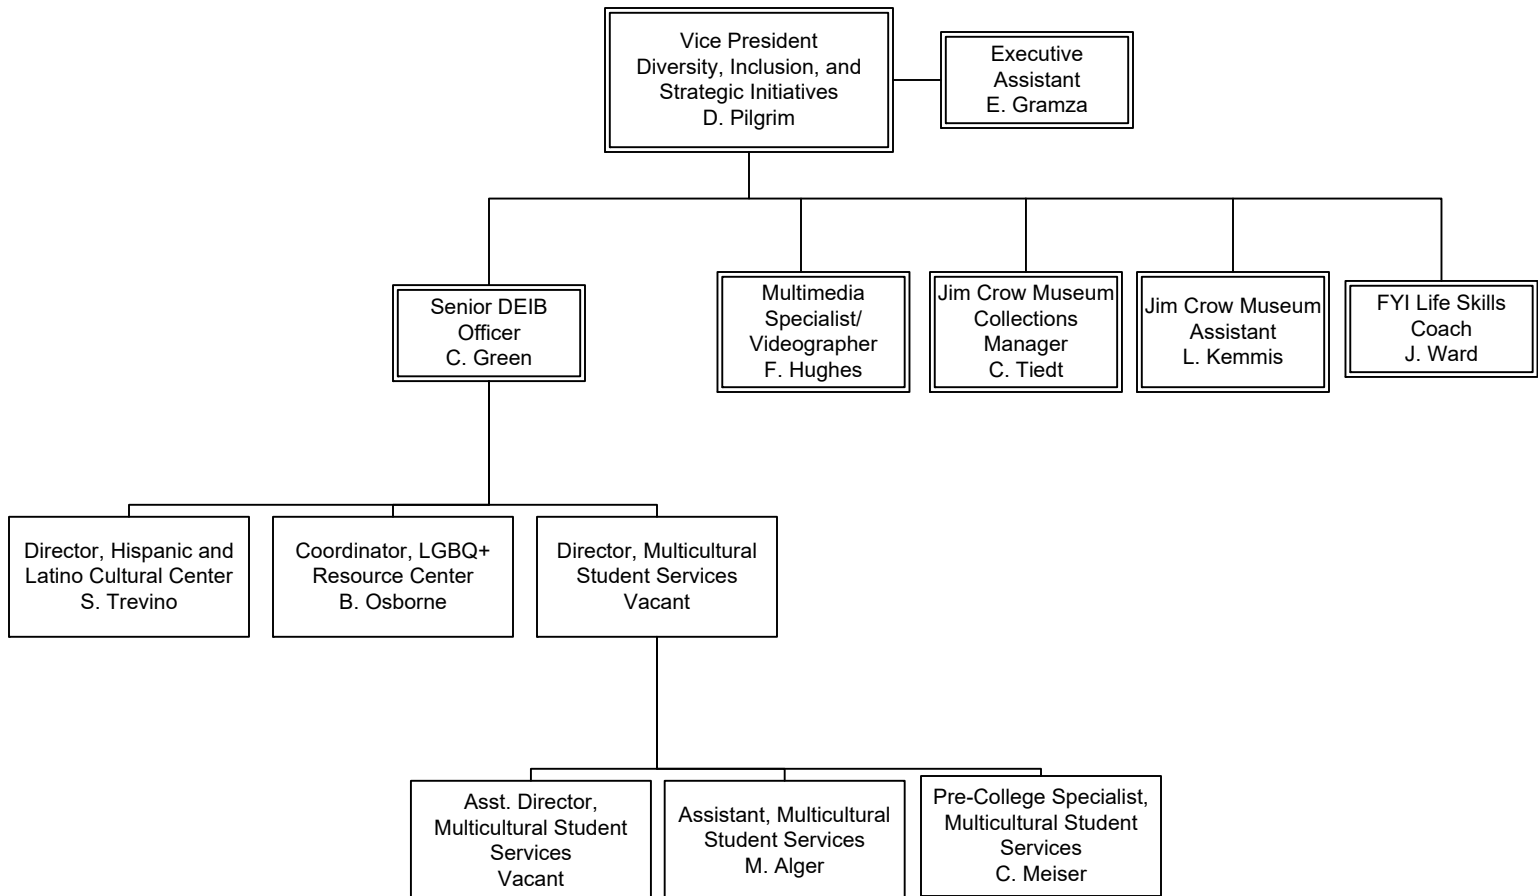 Vice President
Diversity, Inclusion, and
Strategic Initiatives
D. Pilgrim
Executive
Assistant
E. Gramza
Senior DEIB
Officer
C. Green
Multimedia
Specialist/
Videographer
F. Hughes
Jim Crow Museum
Collections
Manager
C. Tiedt
Jim Crow Museum
Assistant
L. Kemmis
FYI Life Skills
Coach
J. Ward
Director, Hispanic and
Latino Cultural Center
S. Trevino
Coordinator, LGBQ+
Resource Center
B. Osborne
Director, Multicultural
Student Services
Vacant
Asst. Director,
Multicultural Student
Services
Vacant
Assistant, Multicultural
Student Services
M. Alger
Pre-College Specialist,
Multicultural Student
Services
C. Meiser